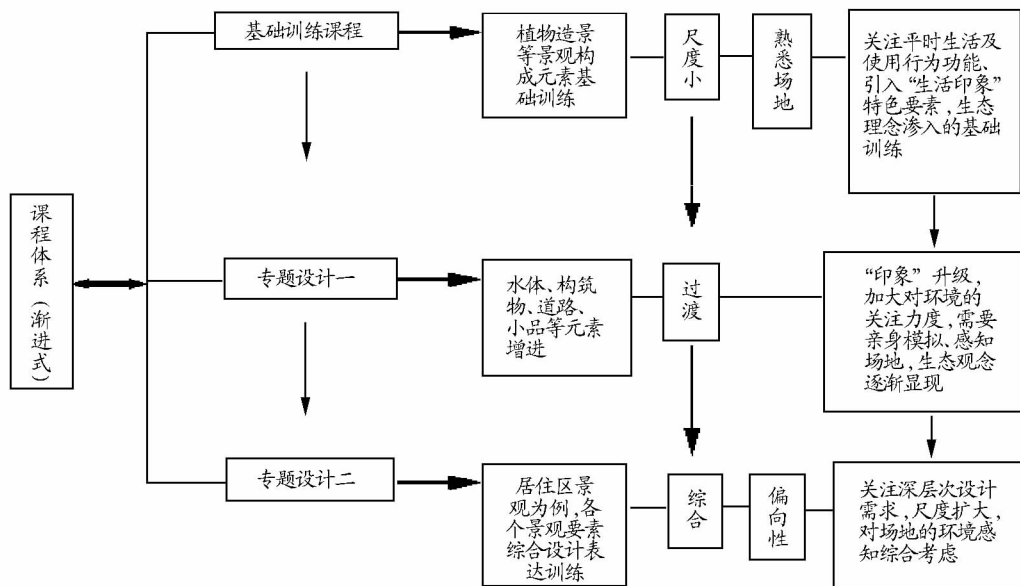 课程体系（渐进式）
基础训练课程
植物造景
等景观构
成元素基
础训练
尺度小
熟悉场地
关注平时生活及
使用行为功能、
引入“生活印象”
特色要素，生态
理念渗入的基础
训练
专题设计一
水体、构筑
物、道路、
小品等元素
增进
过渡
“印象”升级，
加大对环境的
关注力度，需要
亲身模拟、感知
场地，生态观念
逐渐显现
专题设计二
居住区景
观为例，各
个景观要素
综合设计表
达训练
综合
偏向性
关注深层次设计
需求，尺度扩大，
对场地的环境感
知综合考虑